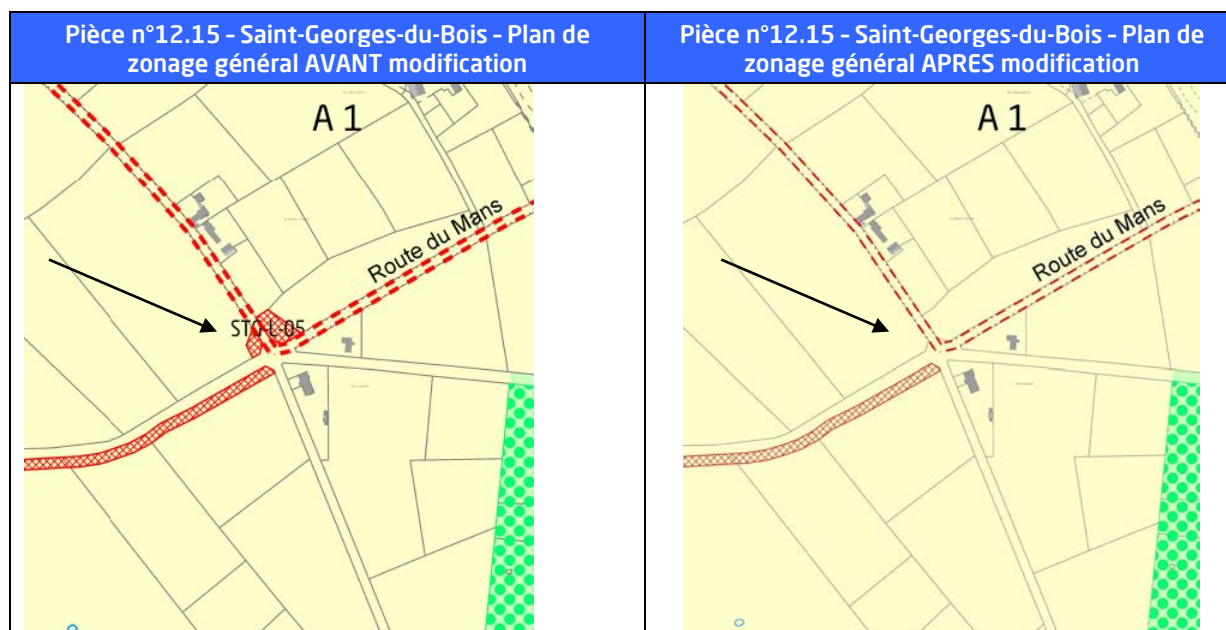 Pièce n°12.15 - Saint-Georges-du-Bois - Plan de
zonage général AVANT modification
Pièce n°12.15 - Saint-Georges-du-Bois - Plan de
zonage général APRES modification
A 1
Route du Mans
STG L-05
A 1
Route du Mans